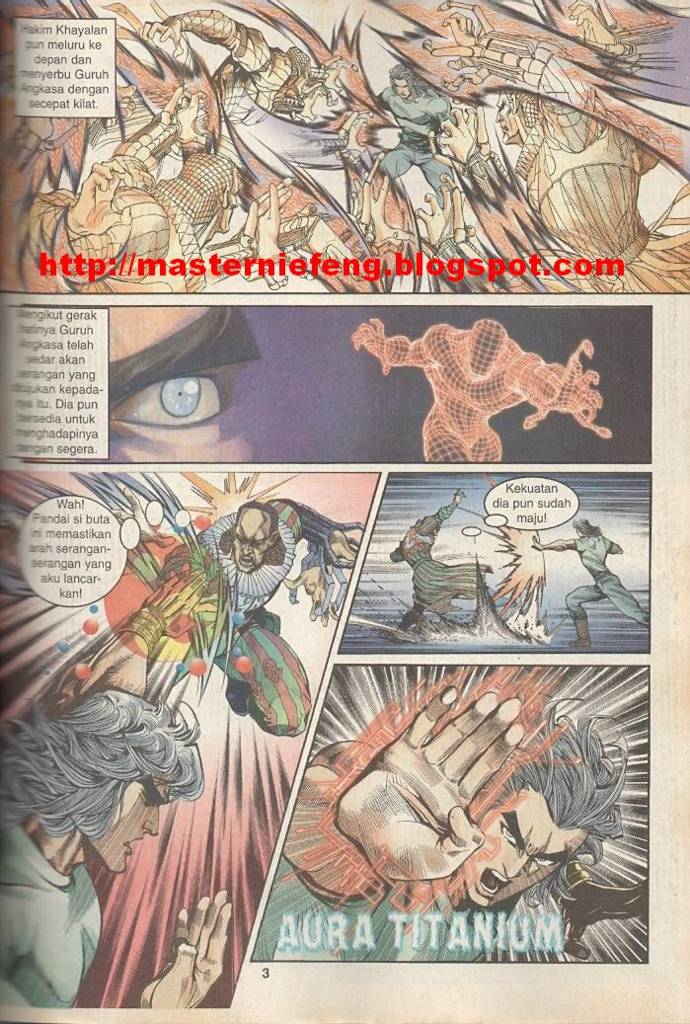 Hakim Khayalan
pun meluru ke
depan dan
menyerbu Guruh
Angkasa dengan
secepat kilat.
http://masterniefeng.blogspot.com
Mengikut gerak
hatinya Guruh
Angkasa telah
sedar akan
serangan yang
ditujukan kepada-
nya itu. Dia pun
bersedia untuk
menghadapinya
dengan segera.
Wah!
Pandai si buta
ini memastikan
arah serangan-
serangan yang
aku lancar-
kan!
Kekuatan
dia pun sudah
maju!
AURA TITANIUM
3